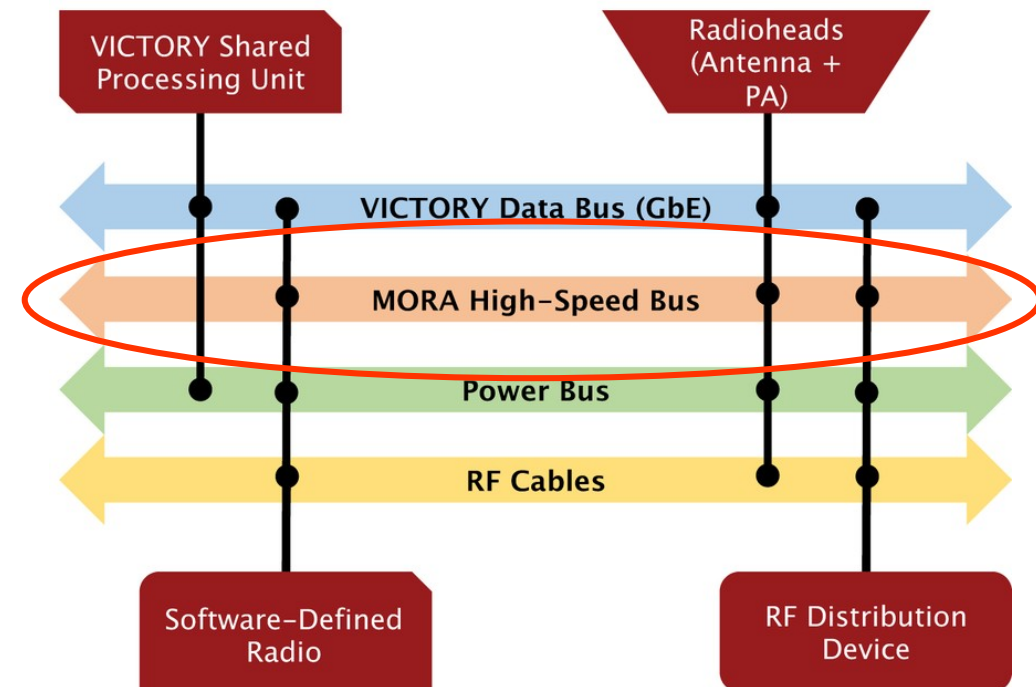 VICTORY Shared
Processing Unit
Radioheads
(Antenna +
PA)
VICTORY Data Bus (GbE)
MORA High-Speed Bus
Power Bus
RF Cables
Software-Defined
Radio
RF Distribution
Device